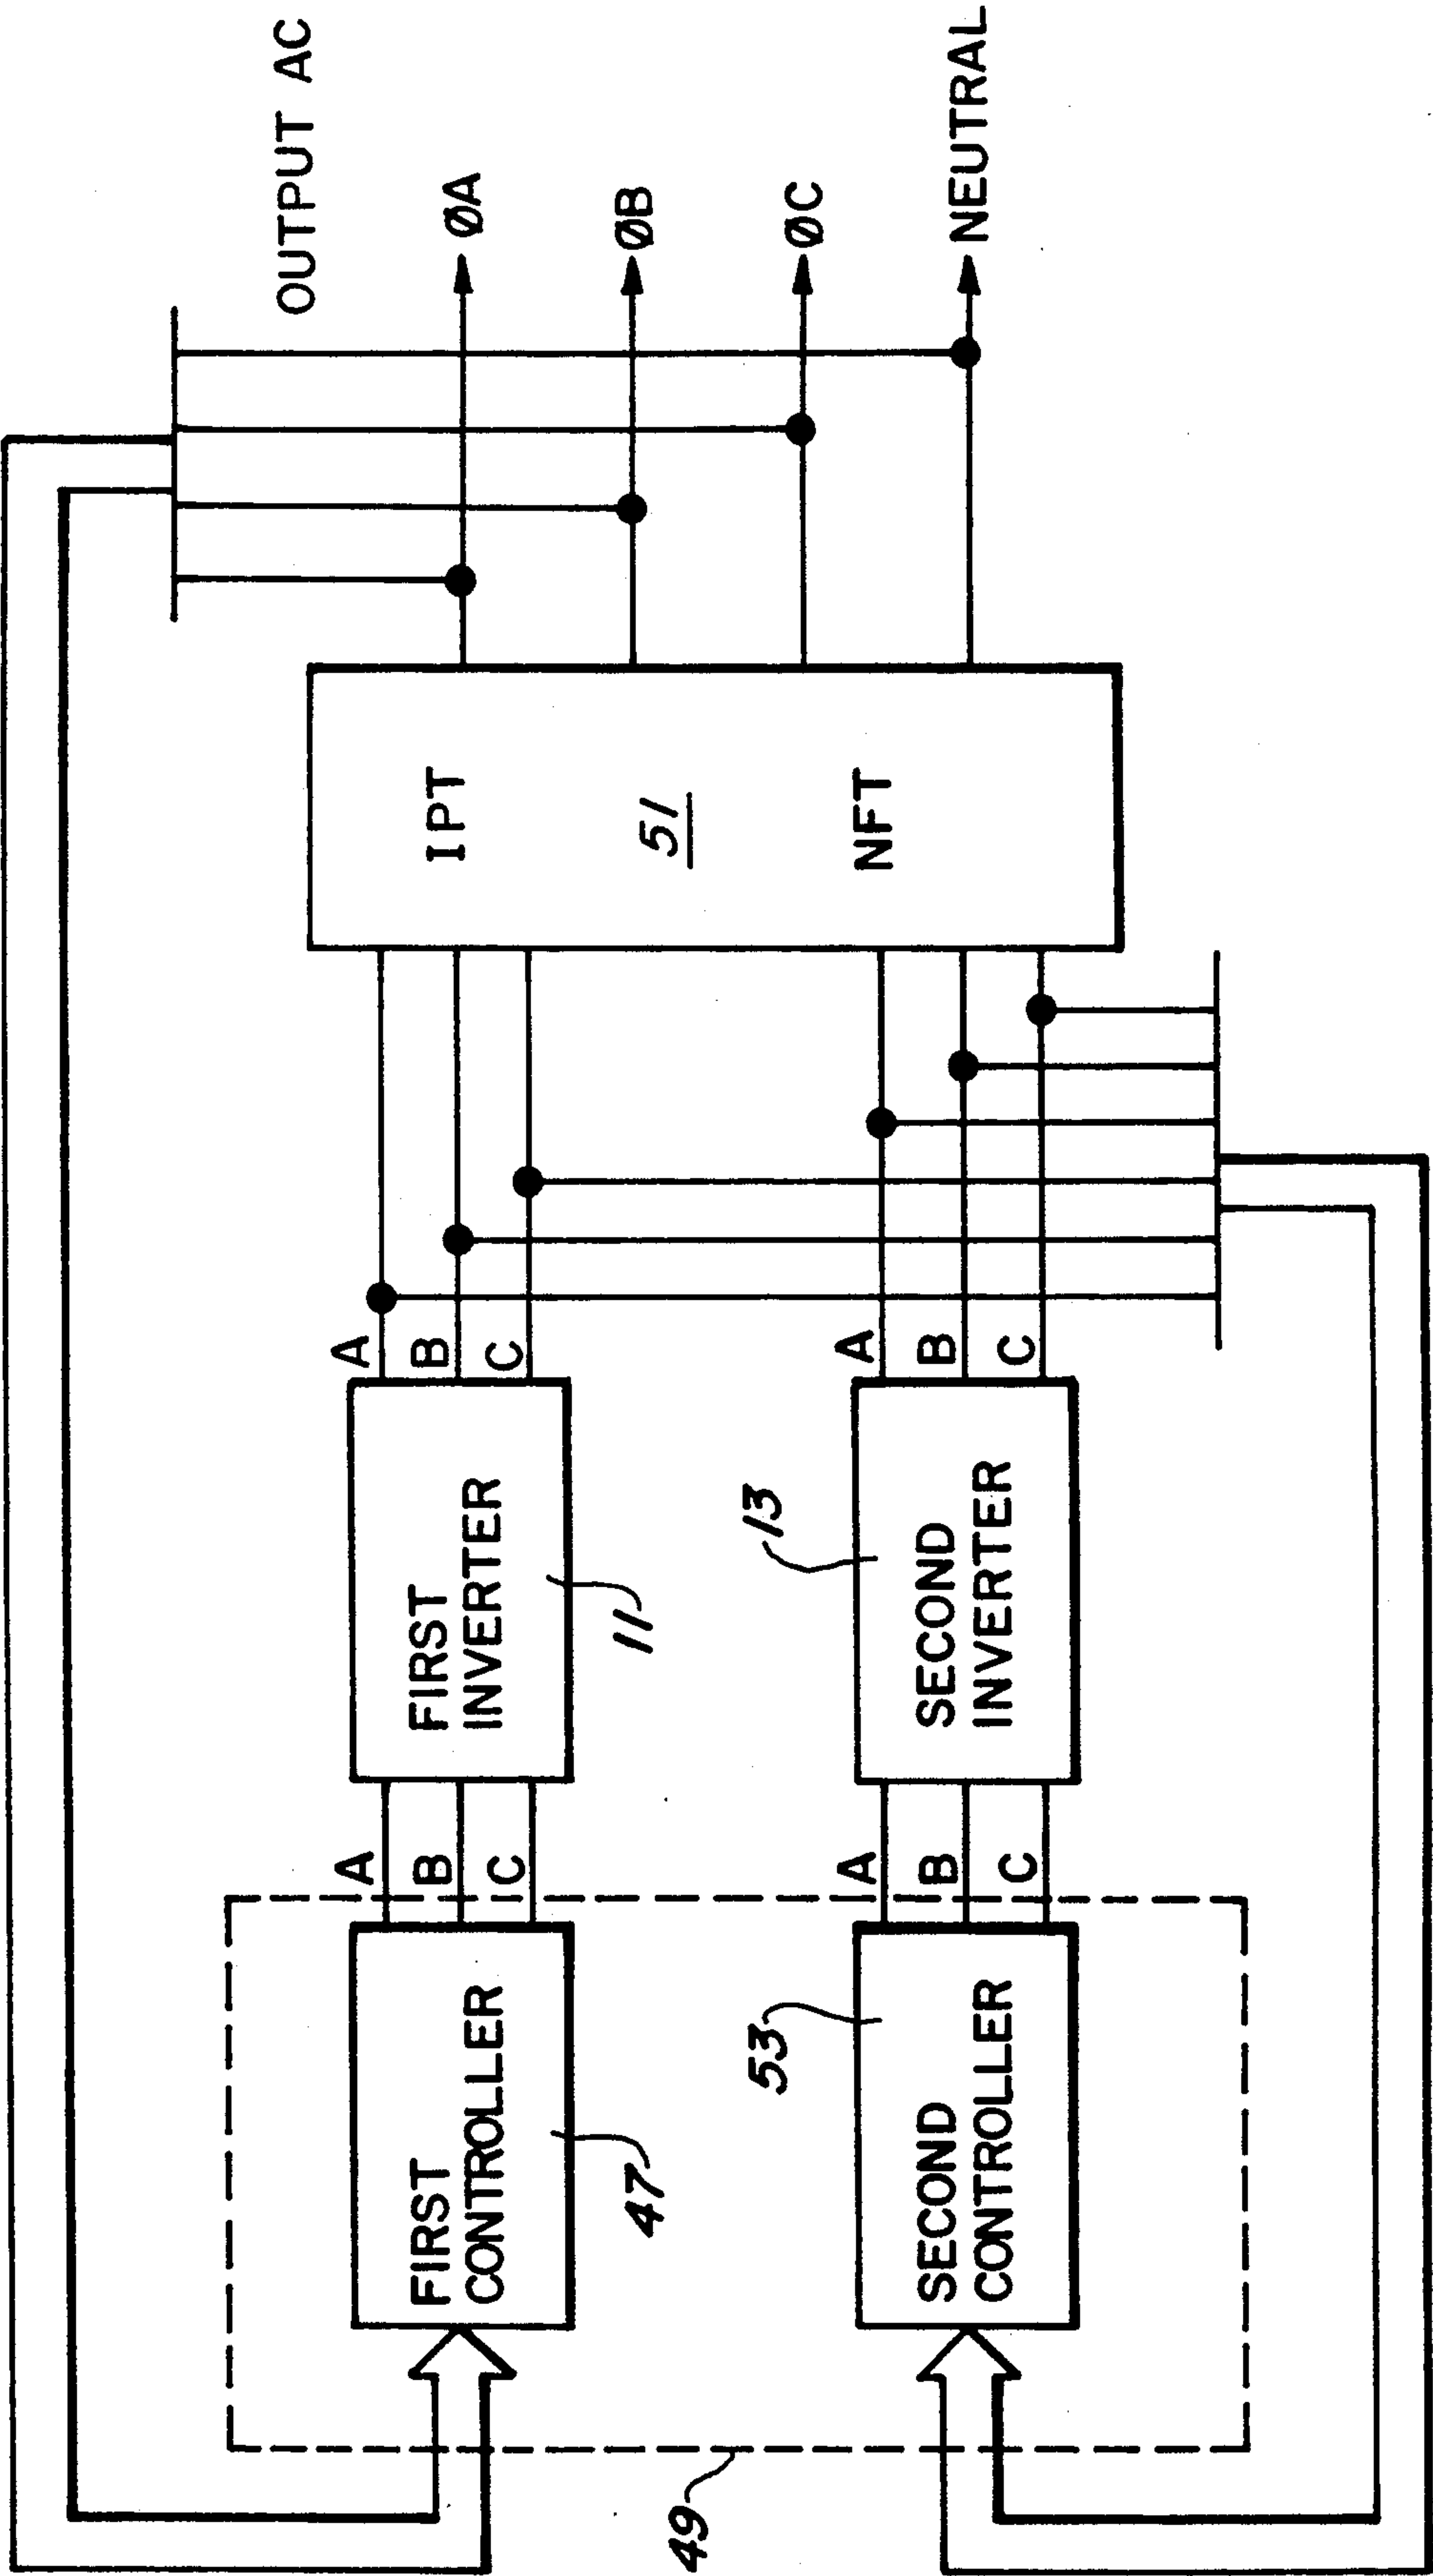 OUTPUT AC
ØA
ØB
ØC
NEUTRAL
IPT
51
NFT
A
B
C
A
B
C
FIRST
INVERTER
11
SECOND
INVERTER
13
A
B
C
A
B
C
FIRST
CONTROLLER
47
SECOND
CONTROLLER
53
49